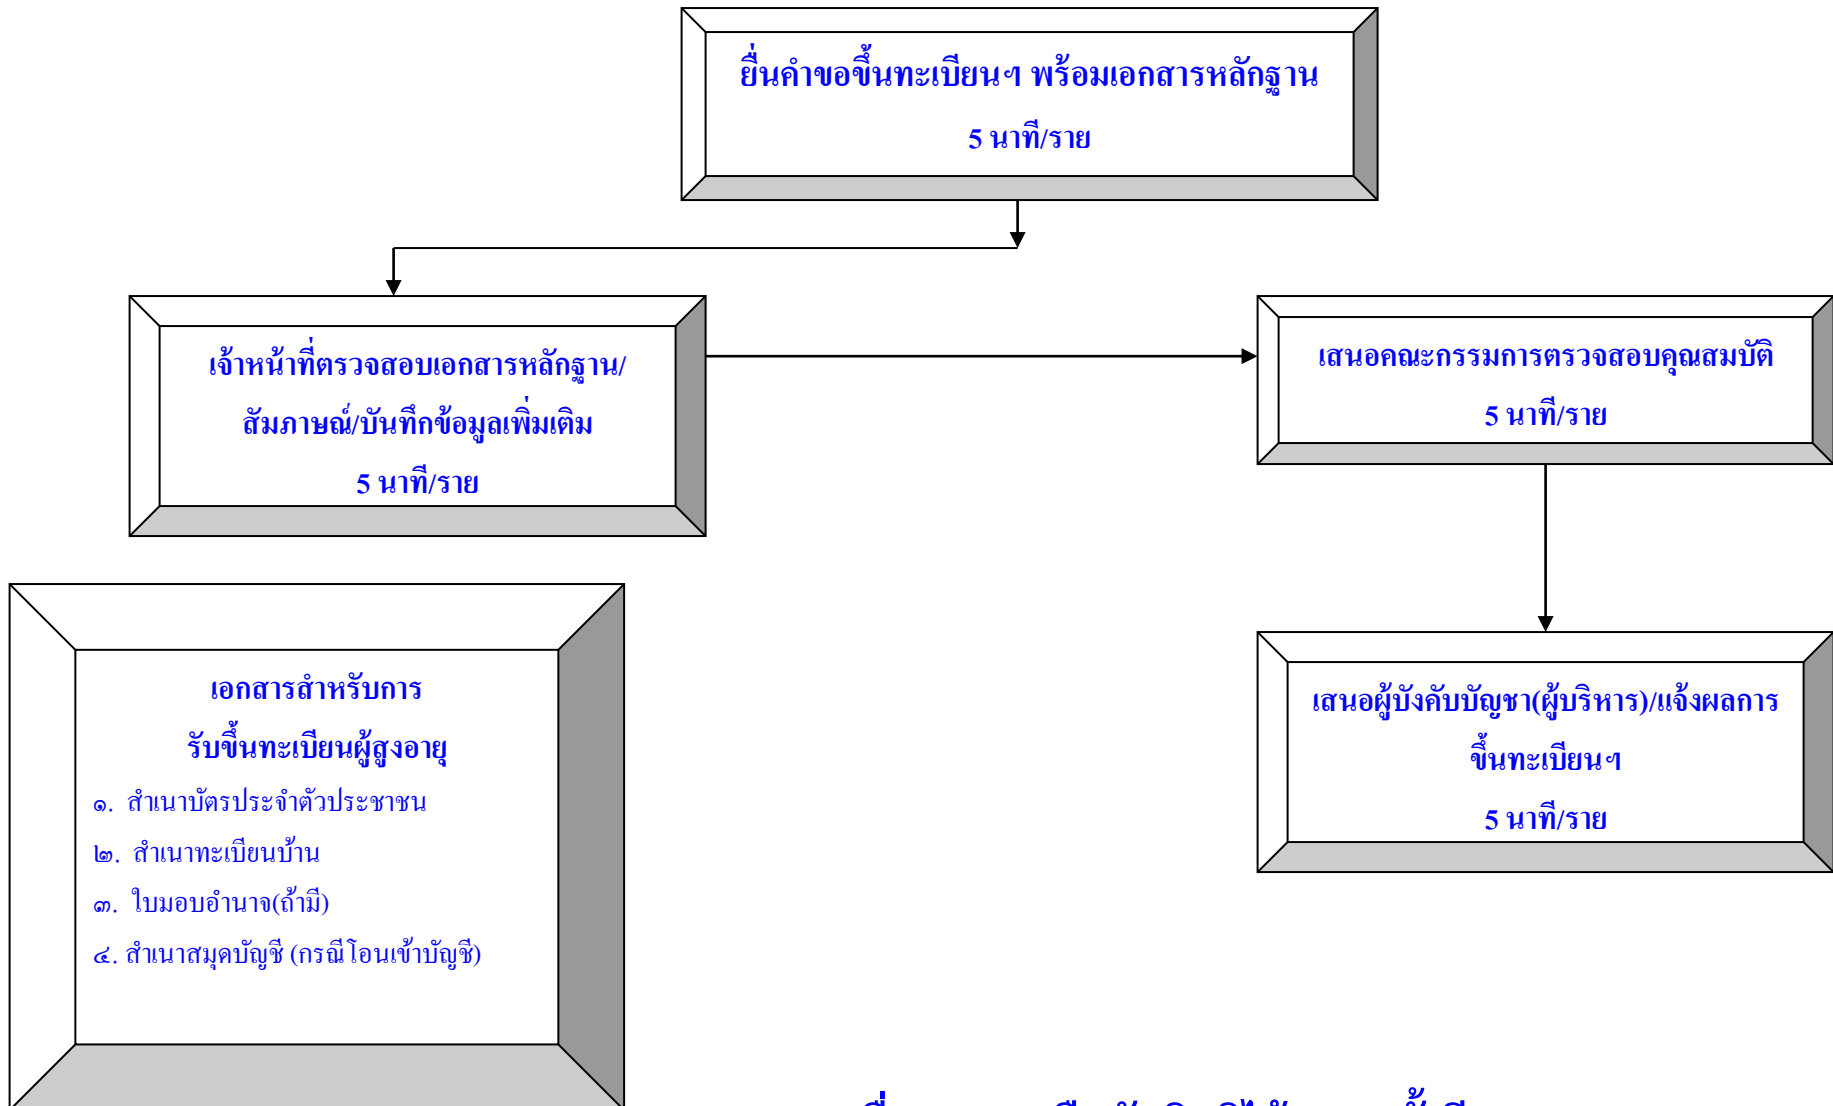 ยื่นคำขอขึ้นทะเบียนฯ พร้อมเอกสารหลักฐาน
5 นาที/ราย
เจ้าหน้าที่ตรวจสอบเอกสารหลักฐาน/
สัมภาษณ์/บันทึกข้อมูลเพิ่มเติม
5 นาที/ราย
เสนอคณะกรรมการตรวจสอบคุณสมบัติ
5 นาที/ราย
เสนอผู้บังคับบัญชา(ผู้บริหาร)/แจ้งผลการ
ขึ้นทะเบียนฯ
5 นาที/ราย
เอกสารสำหรับการ
รับขึ้นทะเบียนผู้สูงอายุ
๑. สำเนาบัตรประจำตัวประชาชน
๒. สำเนาทะเบียนบ้าน
๓. ใบมอบอำนาจ(ถ้ามี)
๔. สำเนาสมุดบัญชี (กรณีโอนเข้าบัญชี)